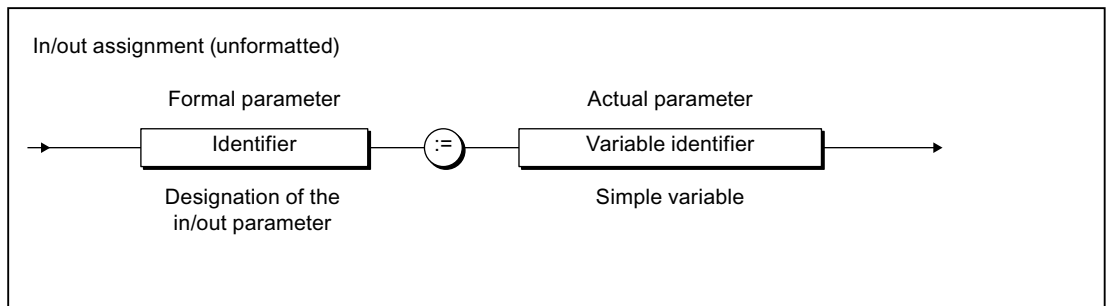 In/out assignment (unformatted)
Formal parameter
Actual parameter
Identifier
:=
Variable identifier
Designation of the
in/out parameter
Simple variable